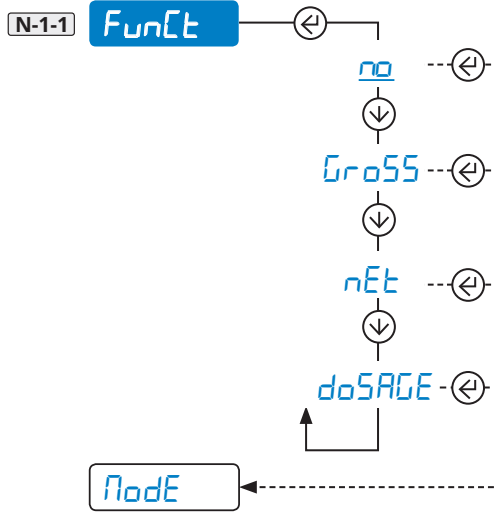 N-1-1 FunCt
no
GroSS
nEt
doSAGE
ModE